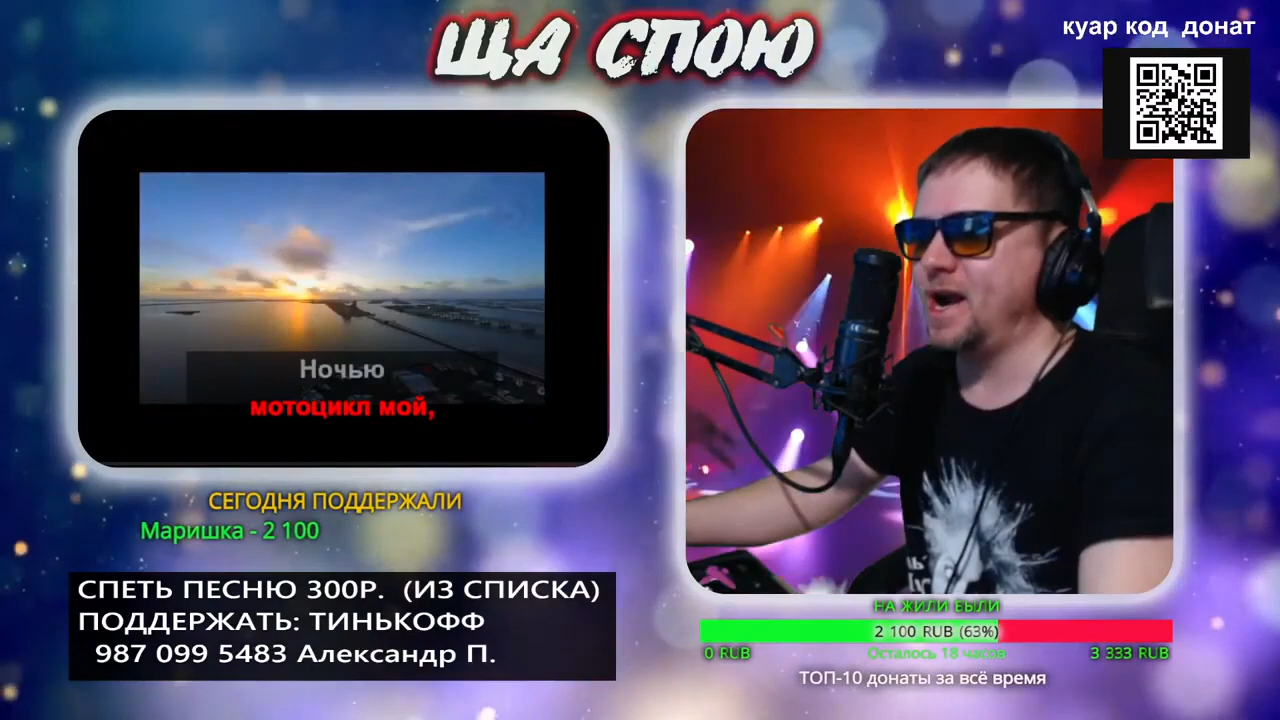 ЩА СПОЮ
куар код донат
Ночью
мотоцикл мой,
СЕГОДНЯ ПОДДЕРЖАЛИ
Маришка - 2 100
СПЕТЬ ПЕСНЮ 300Р. (ИЗ СПИСКА)
ПОДДЕРЖАТЬ: ТИНЬКОФФ
987 099 5483 Александр П.
НА ЖИЛИ БЫЛИ
2 100 RUB (63%)
0 RUB
Осталось 18 часов
3 333 RUB
ТОП-10 донаты за всё время